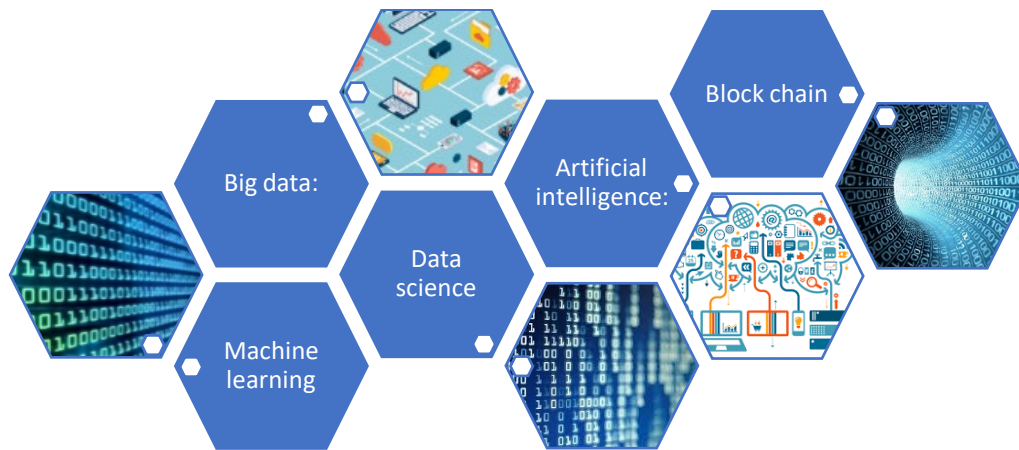 Block chain
Big data:
Artificial
intelligence:
Data
science
Machine
learning